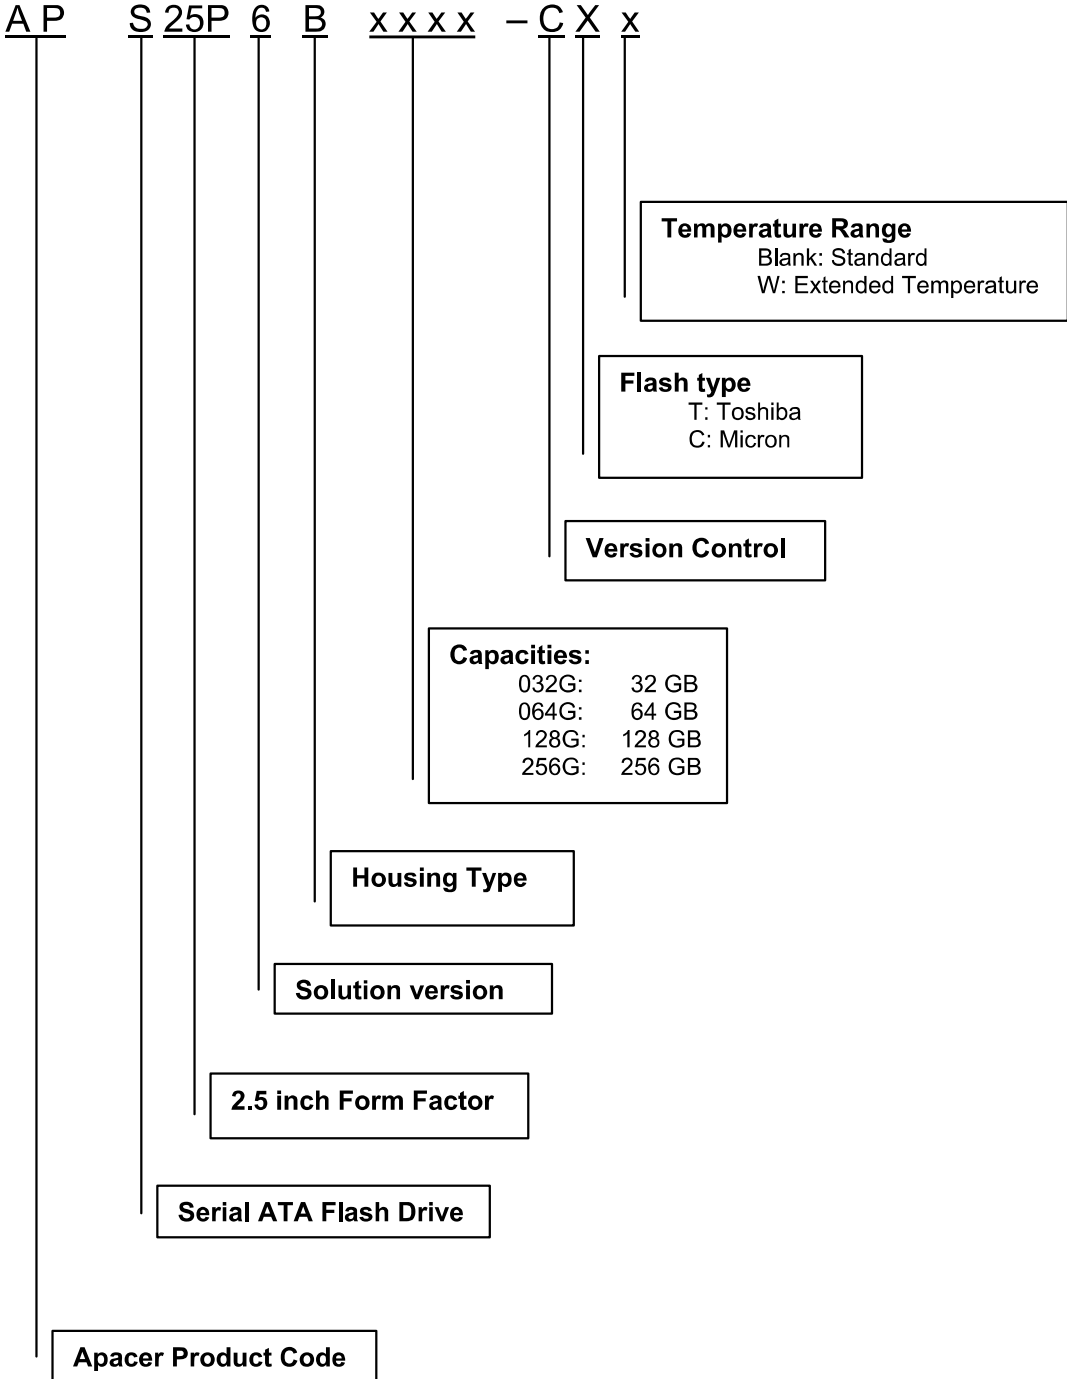 AP S 25P 6 B xxxx – C X x
Temperature Range
Blank: Standard
W: Extended Temperature
Flash type
T: Toshiba
C: Micron
Version Control
Capacities:
032G: 32 GB
064G: 64 GB
128G: 128 GB
256G: 256 GB
Housing Type
Solution version
2.5 inch Form Factor
Serial ATA Flash Drive
Apacer Product Code